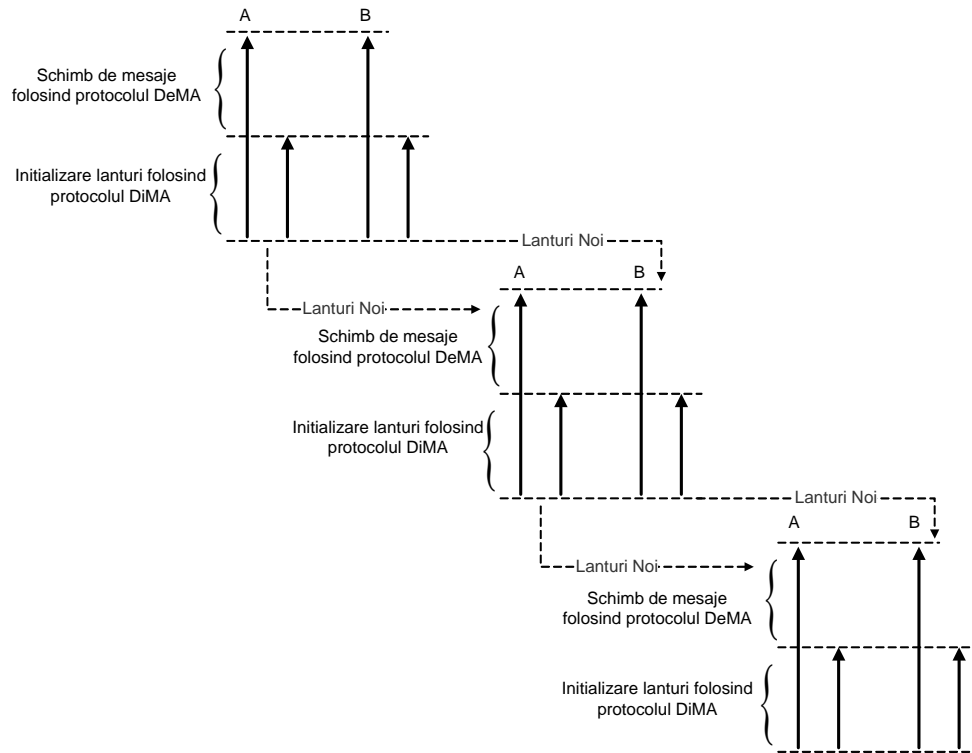 A B
Schimb de mesaje
folosind protocolul DeMA
Initializare lanturi folosind
protocolul DiMA
Lanturi Noi
A B
Lanturi Noi
Schimb de mesaje
folosind protocolul DeMA
Initializare lanturi folosind
protocolul DiMA
Lanturi Noi
A B
Lanturi Noi
Schimb de mesaje
folosind protocolul DeMA
Initializare lanturi folosind
protocolul DiMA